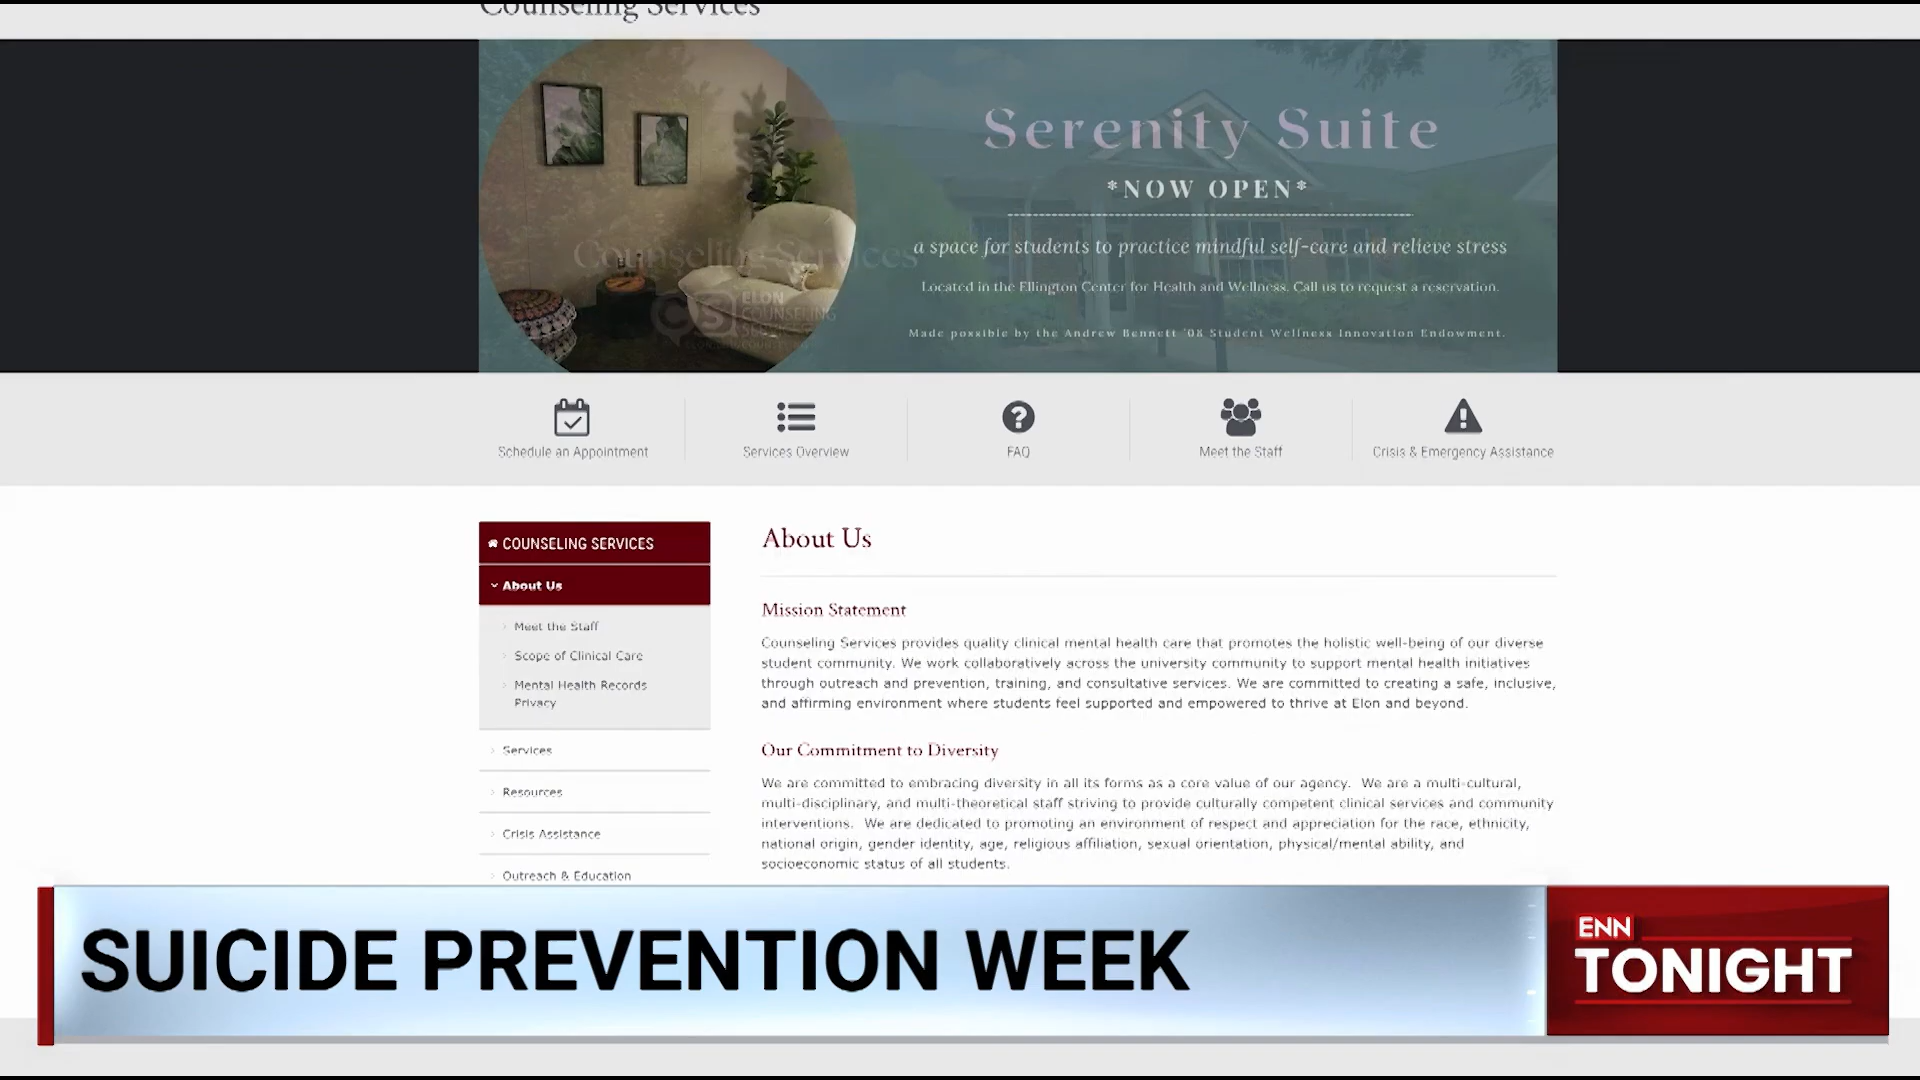 Counseling Services
Serenity Suite
*NOW OPEN*
a space for students to practice mindful self-care and relieve stress
Counseling Services
Located in the Ellington Center for Health and Wellness. Call us to request a reservation.
CS ELON
COUNSELING
SERVICES
Made possible by the Andrew Bennett '08 Student Wellness Innovation Endowment.
Schedule an Appointment
Services Overview
FAQ
Meet the Staff
Crisis & Emergency Assistance
COUNSELING SERVICES
About Us
Meet the Staff
Scope of Clinical Care
Mental Health Records
Privacy
Services
Resources
Crisis Assistance
Outreach & Education
About Us
Mission Statement
Counseling Services provides quality clinical mental health care that promotes the holistic well-being of our diverse
student community. We work collaboratively across the university community to support mental health initiatives
through outreach and prevention, training, and consultative services. We are committed to creating a safe, inclusive,
and affirming environment where students feel supported and empowered to thrive at Elon and beyond.
Our Commitment to Diversity
We are committed to embracing diversity in all its forms as a core value of our agency. We are a multi-cultural,
multi-disciplinary, and multi-theoretical staff striving to provide culturally competent clinical services and community
interventions. We are dedicated to promoting an environment of respect and appreciation for the race, ethnicity,
national origin, gender identity, age, religious affiliation, sexual orientation, physical/mental ability, and
socioeconomic status of all students.
SUICIDE PREVENTION WEEK
ENN
TONIGHT